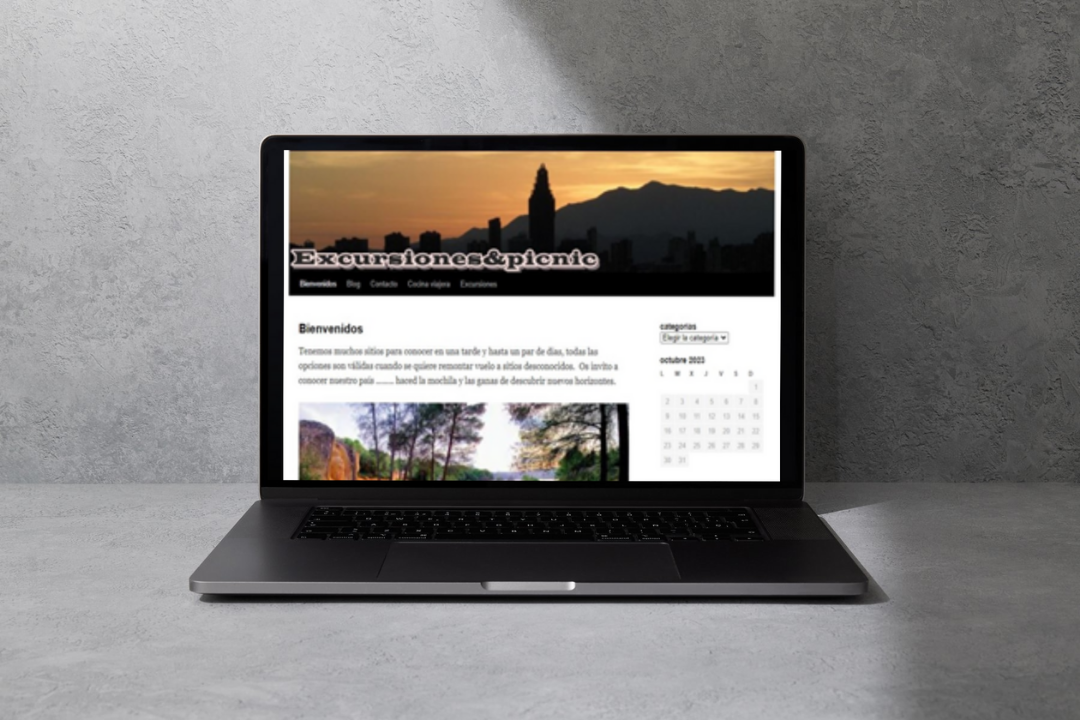 Excursiones&picnic
Bienvenidos Blog Contacto Cocina viajera Excursiones
Bienvenidos
Tenemos muchos sitios para conocer en una tarde y hasta un par de días, todas las
opciones son válidas cuando se quiere remontar vuelo a sitios desconocidos. Os invito a
conocer nuestro país ........ haced la mochila y las ganas de descubrir nuevos horizontes.
categorías
Elegir la categoría
octubre 2023
L M X J V S D
1
2 3 4 5 6 7 8
9 10 11 12 13 14 15
16 17 18 19 20 21 22
23 24 25 26 27 28 29
30 31